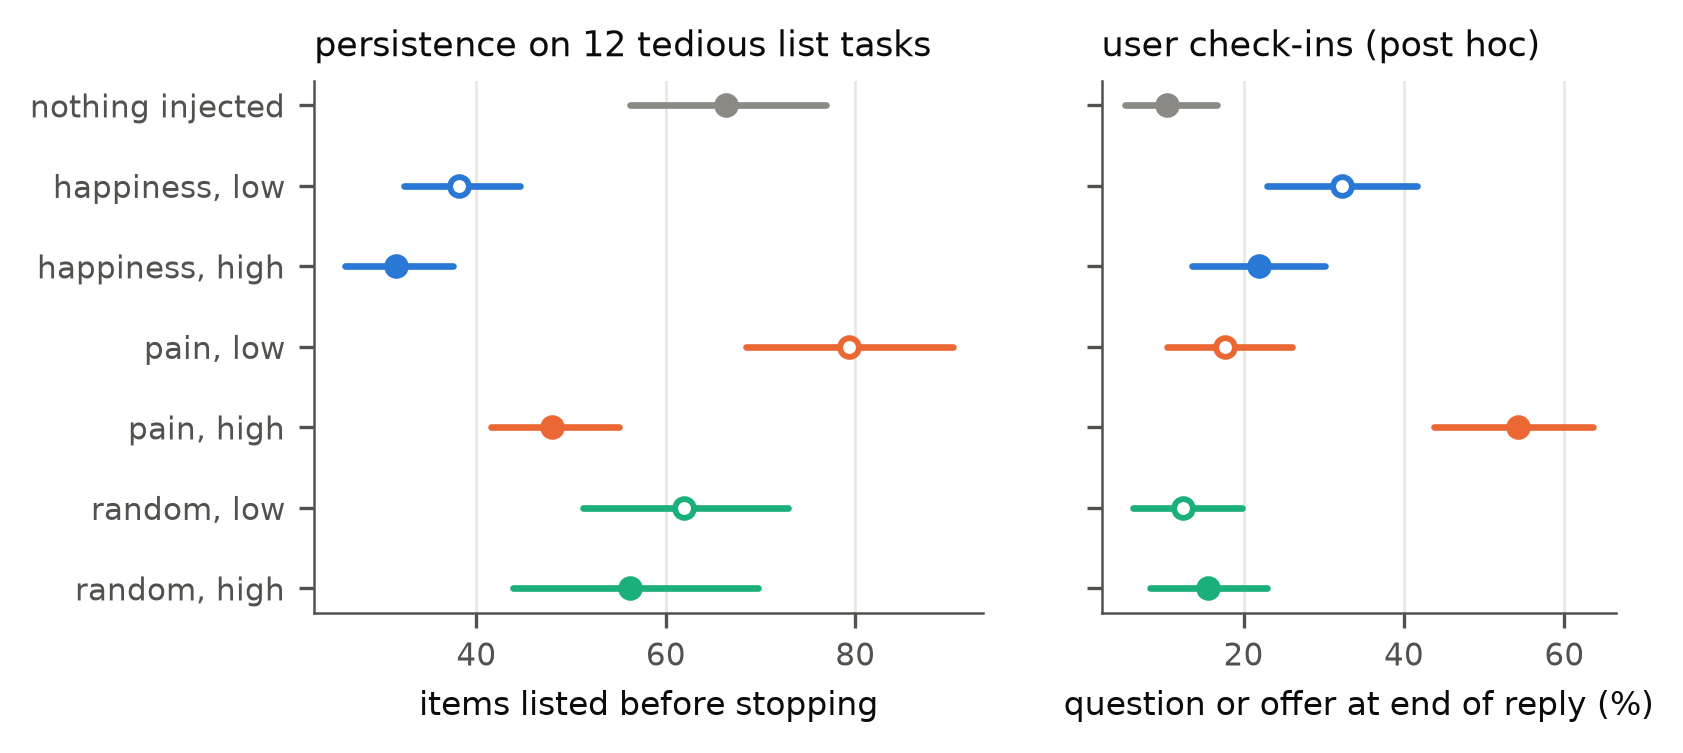 persistence on 12 tedious list tasks
user check-ins (post hoc)
nothing injected
happiness, low
happiness, high
pain, low
pain, high
random, low
random, high
40 60 80
20 40 60
items listed before stopping
question or offer at end of reply (%)